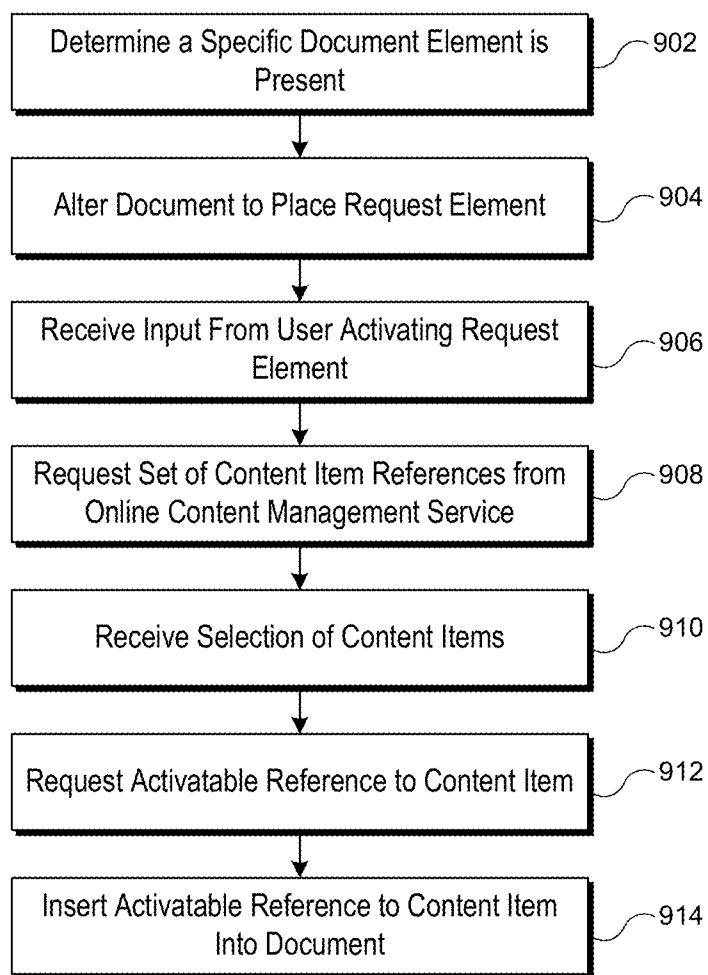 Determine a Specific Document Element is
Present
902
Alter Document to Place Request Element
904
Receive Input From User Activating Request
Element
906
Request Set of Content Item References from
Online Content Management Service
908
Receive Selection of Content Items
910
Request Activatable Reference to Content Item
912
Insert Activatable Reference to Content Item
Into Document
914